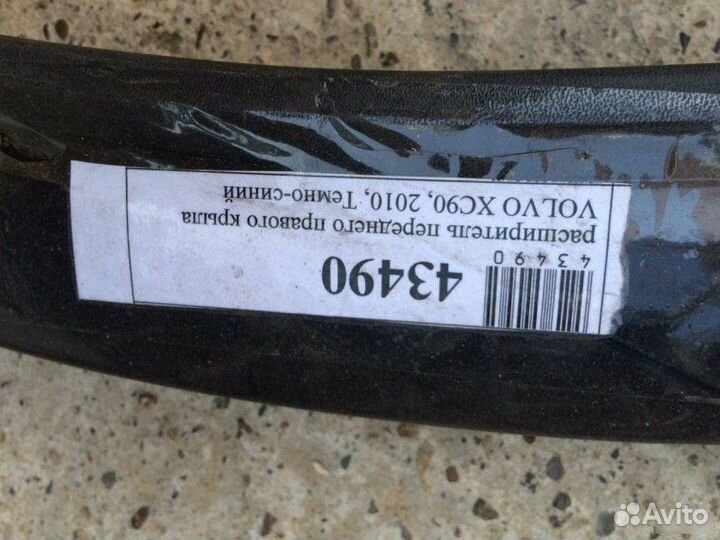 43490
4 3 4 9 0
расширитель переднего правого крыла
VOLVO XC90, 2010, Темно-синий
Avito